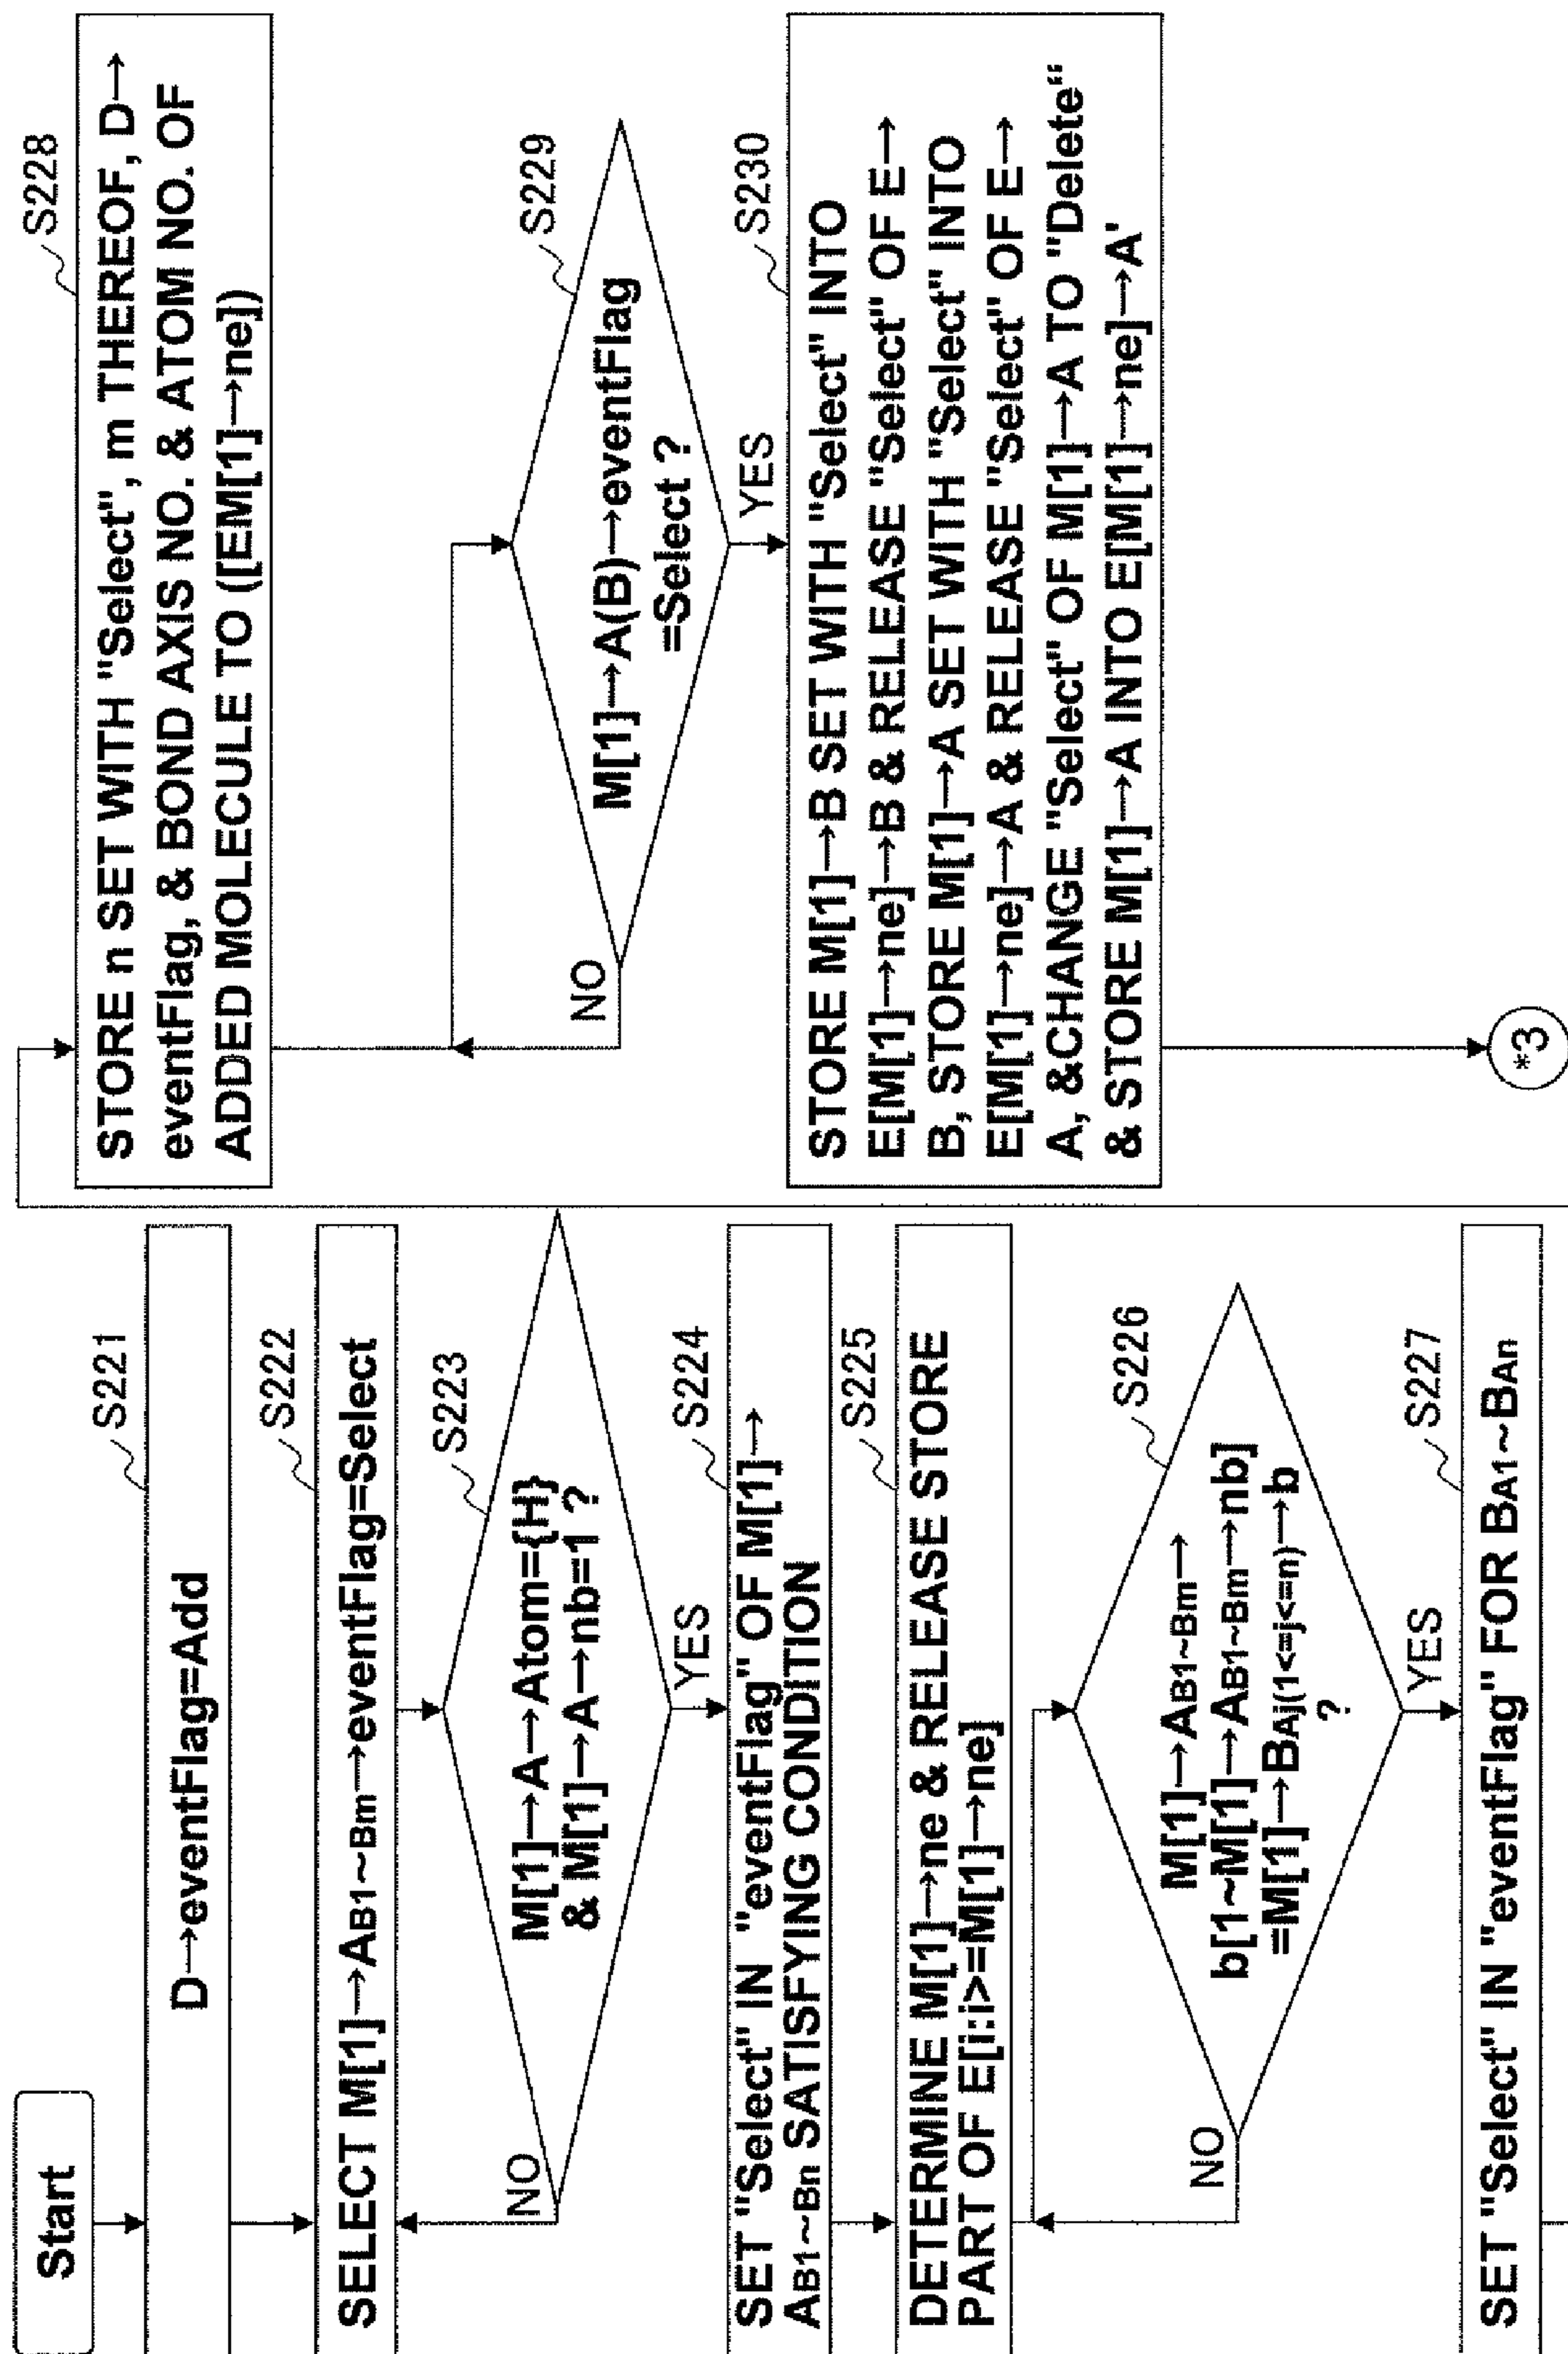 Start
S221
D→eventFlag=Add
S222
SELECT M[1]→AB1~Bm→eventFlag=Select
S223
M[1]→A→Atom={H}
& M[1]→A→nb=1 ?
NO
YES
S224
SET "Select" IN "eventFlag" OF M[1]→
AB1~Bn SATISFYING CONDITION
S225
DETERMINE M[1]→ne & RELEASE STORE
PART OF E[i:i>=M[1]→ne]
S226
M[1]→AB1~Bm→
b[1~M[1]→AB1~Bm→nb]
=M[1]→BAj(1<=j<=n)→b
?
NO
YES
S227
SET "Select" IN "eventFlag" FOR BA1~BAn
S228
STORE n SET WITH "Select", m THEREOF, D→
eventFlag, & BOND AXIS NO. & ATOM NO. OF
ADDED MOLECULE TO ([EM[1]→ne])
S229
M[1]→A(B)→eventFlag
=Select ?
NO
YES
S230
STORE M[1]→B SET WITH "Select" INTO
E[M[1]→ne]→B & RELEASE "Select" OF E→
B, STORE M[1]→A SET WITH "Select" INTO
E[M[1]→ne]→A & RELEASE "Select" OF E→
A, &CHANGE "Select" OF M[1]→A TO "Delete"
& STORE M[1]→A INTO E[M[1]→ne]→A'
*3